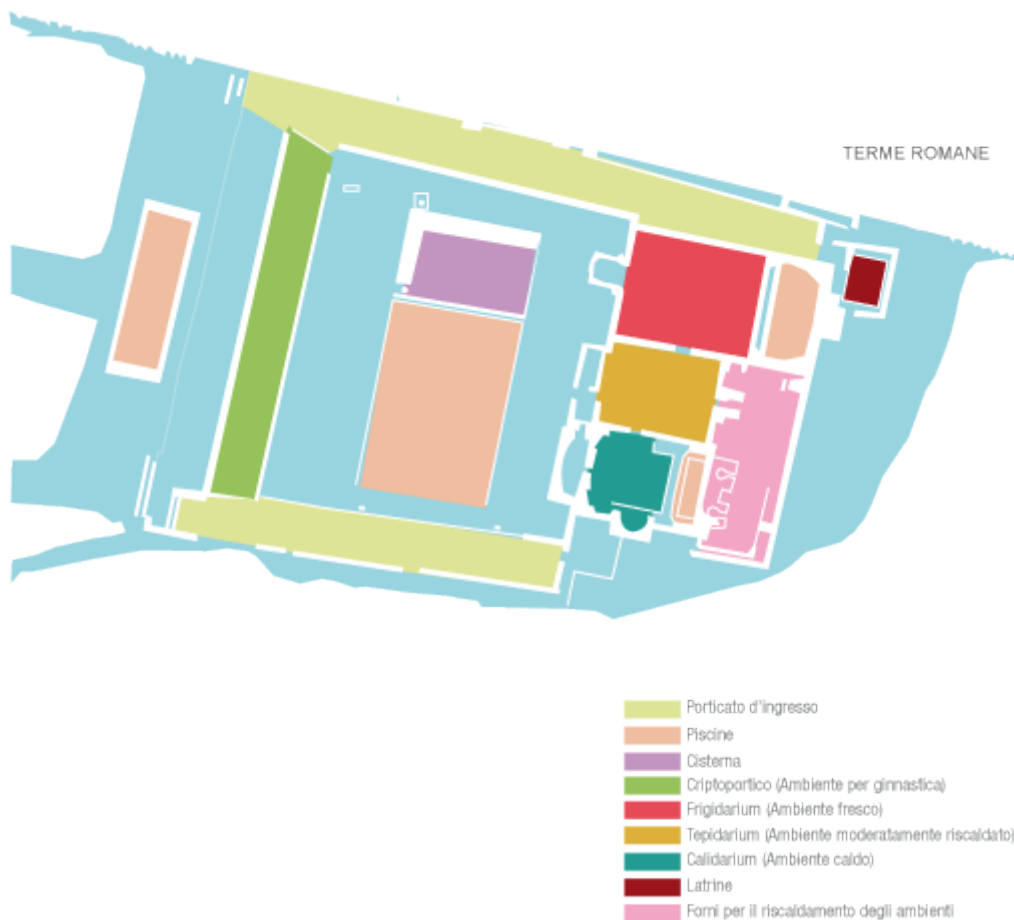 TERME ROMANE
Porticato d'ingresso
Piscine
Cisterna
Criptoportico (Ambiente per ginnastica)
Frigidarium (Ambiente fresco)
Tepidarium (Ambiente moderatamente riscaldato)
Calidarium (Ambiente caldo)
Latrine
Forni per il riscaldamento degli ambienti